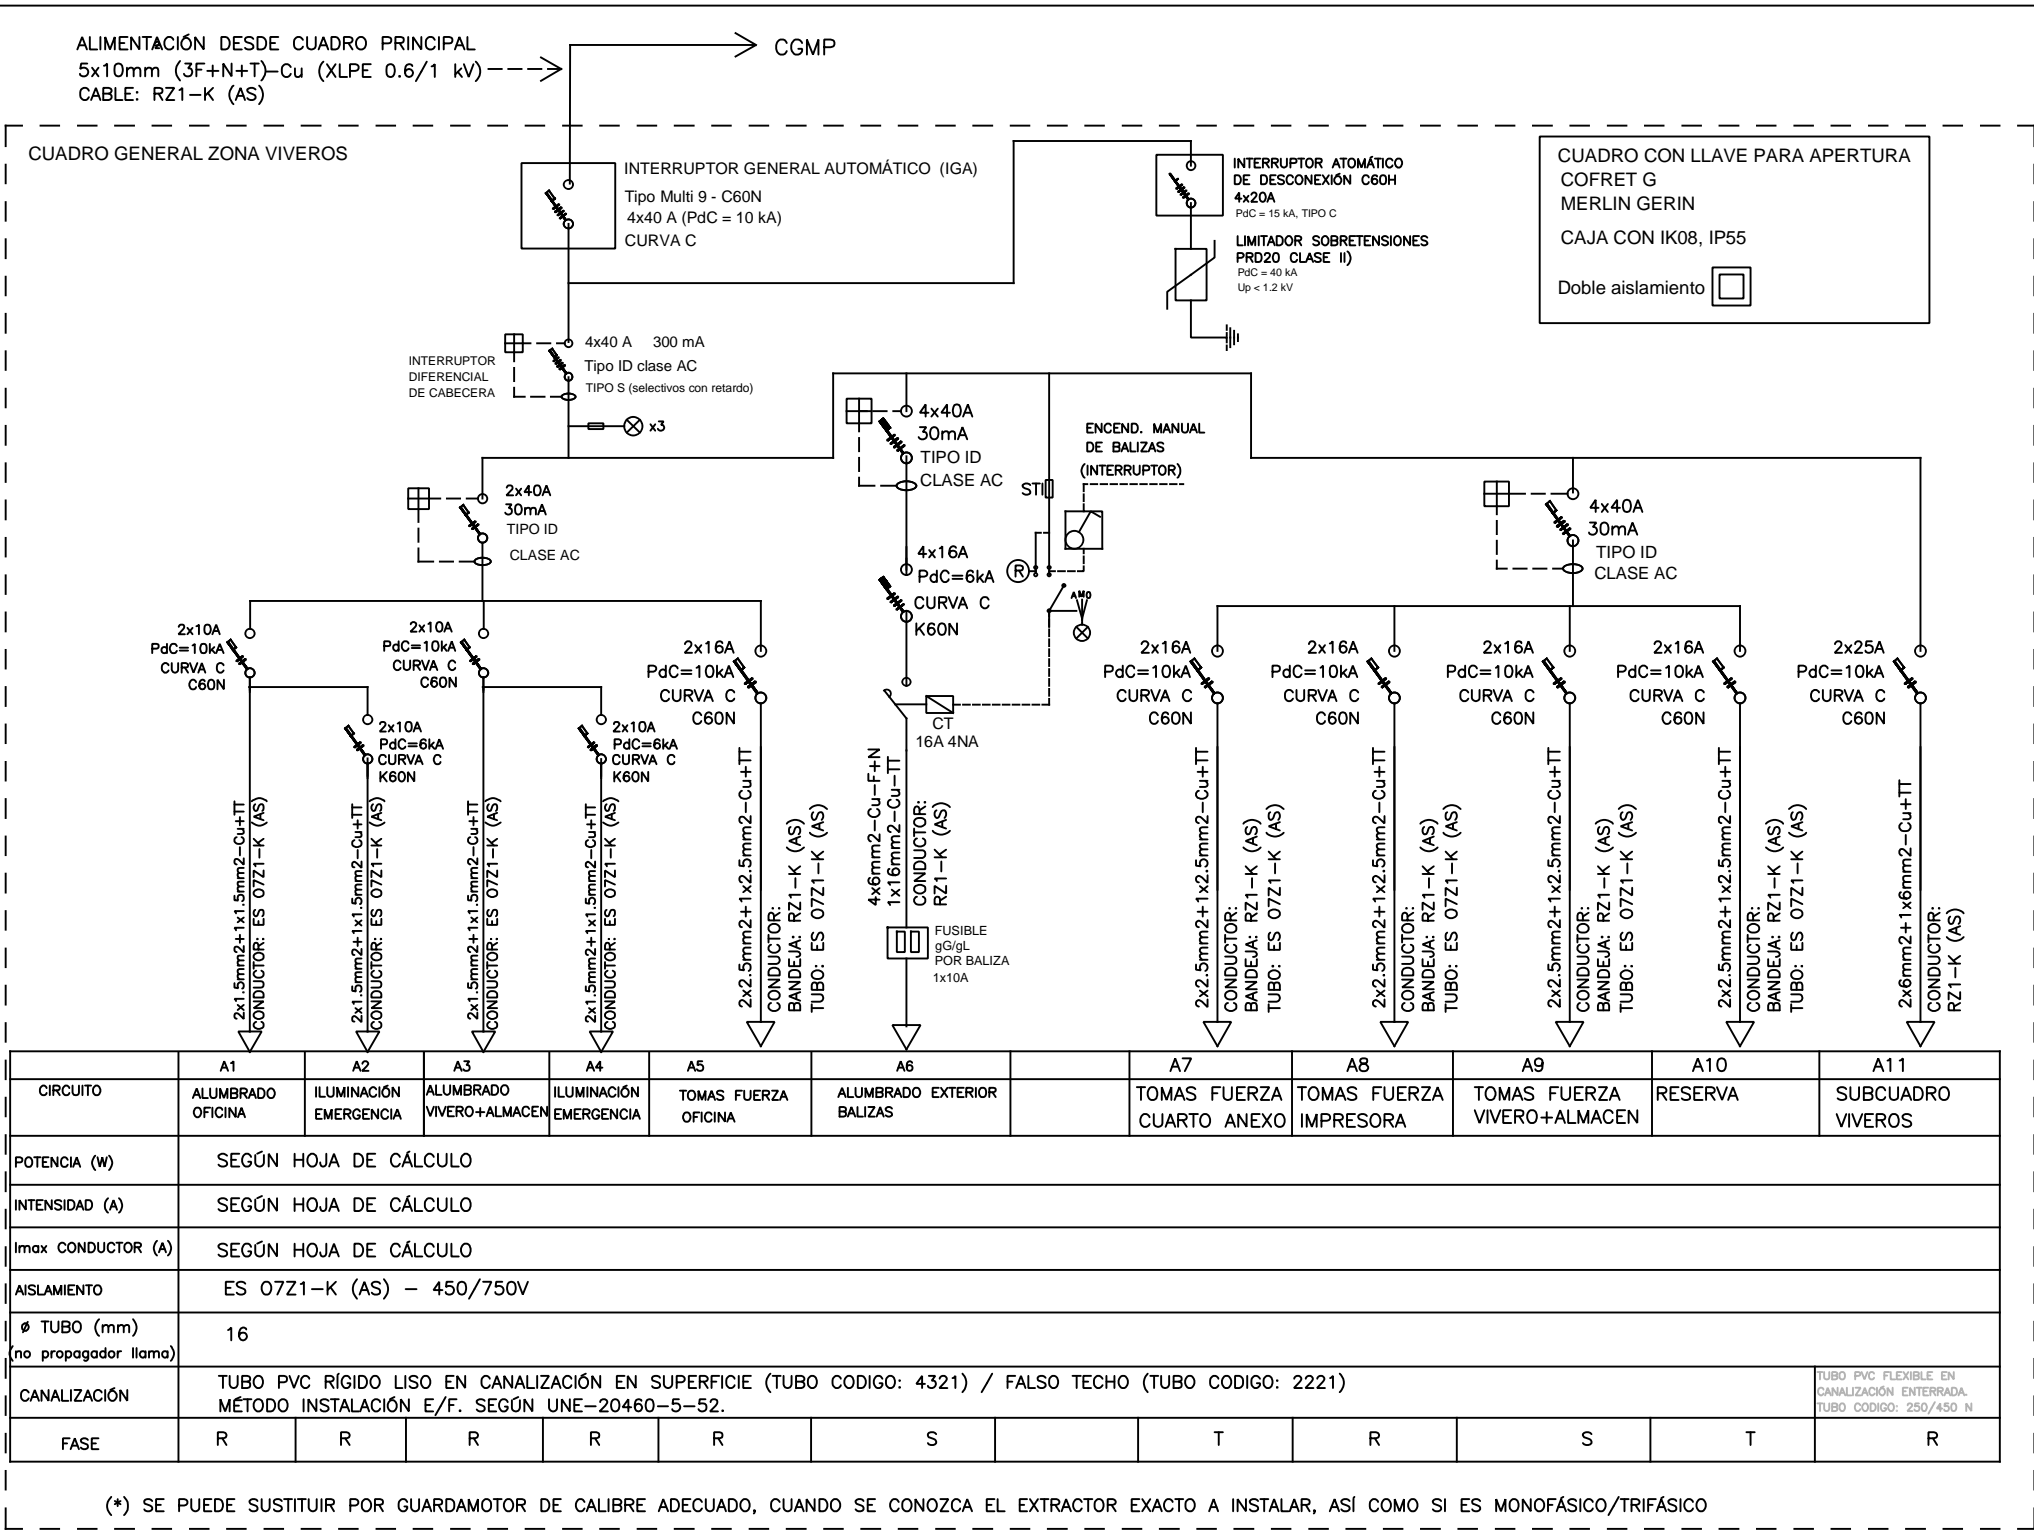 ALIMENTACIÓN DESDE CUADRO PRINCIPAL
5x10mm (3F+N+T)-Cu (XLPE 0.6/1 kV)
CABLE: RZ1-K (AS)
CGMP
CUADRO GENERAL ZONA VIVEROS
INTERRUPTOR GENERAL AUTOMÁTICO (IGA)
Tipo Multi 9 - C60N
4x40 A (PdC = 10 kA)
CURVA C
INTERRUPTOR ATOMÁTICO
DE DESCONEXIÓN C60H
4x20A
PdC = 15 kA, TIPO C
LIMITADOR SOBRETENSIONES
PRD20 CLASE II)
PdC = 40 kA
Up < 1.2 kV
CUADRO CON LLAVE PARA APERTURA
COFRET G
MERLIN GERIN
CAJA CON IK08, IP55
Doble aislamiento
INTERRUPTOR
DIFERENCIAL
DE CABECERA
4x40 A 300 mA
Tipo ID clase AC
TIPO S (selectivos con retardo)
x3
2x40A
30mA
TIPO ID
CLASE AC
4x40A
30mA
TIPO ID
CLASE AC
ENCEND. MANUAL
DE BALIZAS
(INTERRUPTOR)
STI
R
A M 0
4x40A
30mA
TIPO ID
CLASE AC
2x10A
PdC=10kA
CURVA C
C60N
2x10A
PdC=6kA
CURVA C
K60N
2x10A
PdC=10kA
CURVA C
C60N
2x10A
PdC=6kA
CURVA C
K60N
2x16A
PdC=10kA
CURVA C
C60N
4x16A
PdC=6kA
CURVA C
K60N
CT
16A 4NA
2x16A
PdC=10kA
CURVA C
C60N
2x16A
PdC=10kA
CURVA C
C60N
2x16A
PdC=10kA
CURVA C
C60N
2x16A
PdC=10kA
CURVA C
C60N
2x25A
PdC=10kA
CURVA C
C60N
2x1.5mm2+1x1.5mm2-Cu+TT
CONDUCTOR: ES 07Z1-K (AS)
2x1.5mm2+1x1.5mm2-Cu+TT
CONDUCTOR: ES 07Z1-K (AS)
2x1.5mm2+1x1.5mm2-Cu+TT
CONDUCTOR: ES 07Z1-K (AS)
2x1.5mm2+1x1.5mm2-Cu+TT
CONDUCTOR: ES 07Z1-K (AS)
2x2.5mm2+1x2.5mm2-Cu+TT
CONDUCTOR:
BANDEJA: RZ1-K (AS)
TUBO: ES 07Z1-K (AS)
4x6mm2-Cu-F+N
1x16mm2-Cu-TT
CONDUCTOR:
RZ1-K (AS)
FUSIBLE
gG/gL
POR BALIZA
1x10A
2x2.5mm2+1x2.5mm2-Cu+TT
CONDUCTOR:
BANDEJA: RZ1-K (AS)
TUBO: ES 07Z1-K (AS)
2x2.5mm2+1x2.5mm2-Cu+TT
CONDUCTOR:
BANDEJA: RZ1-K (AS)
TUBO: ES 07Z1-K (AS)
2x2.5mm2+1x2.5mm2-Cu+TT
CONDUCTOR:
BANDEJA: RZ1-K (AS)
TUBO: ES 07Z1-K (AS)
2x2.5mm2+1x2.5mm2-Cu+TT
CONDUCTOR:
BANDEJA: RZ1-K (AS)
TUBO: ES 07Z1-K (AS)
2x6mm2+1x6mm2-Cu+TT
CONDUCTOR:
RZ1-K (AS)
A1 A2 A3 A4 A5 A6 A7 A8 A9 A10 A11
CIRCUITO
ALUMBRADO
OFICINA
ILUMINACIÓN
EMERGENCIA
ALUMBRADO
VIVERO+ALMACEN
ILUMINACIÓN
EMERGENCIA
TOMAS FUERZA
OFICINA
ALUMBRADO EXTERIOR
BALIZAS
TOMAS FUERZA
CUARTO ANEXO
TOMAS FUERZA
IMPRESORA
TOMAS FUERZA
VIVERO+ALMACEN
RESERVA
SUBCUADRO
VIVEROS
POTENCIA (W) SEGÚN HOJA DE CÁLCULO
INTENSIDAD (A) SEGÚN HOJA DE CÁLCULO
Imax CONDUCTOR (A) SEGÚN HOJA DE CÁLCULO
AISLAMIENTO ES 07Z1-K (AS) - 450/750V
ø TUBO (mm)
(no propagador llama)
16
CANALIZACIÓN
TUBO PVC RÍGIDO LISO EN CANALIZACIÓN EN SUPERFICIE (TUBO CODIGO: 4321) / FALSO TECHO (TUBO CODIGO: 2221)
MÉTODO INSTALACIÓN E/F. SEGÚN UNE-20460-5-52.
TUBO PVC FLEXIBLE EN
CANALIZACIÓN ENTERRADA.
TUBO CODIGO: 250/450 N
FASE R R R R R S T R S T R
(*) SE PUEDE SUSTITUIR POR GUARDAMOTOR DE CALIBRE ADECUADO, CUANDO SE CONOZCA EL EXTRACTOR EXACTO A INSTALAR, ASÍ COMO SI ES MONOFÁSICO/TRIFÁSICO